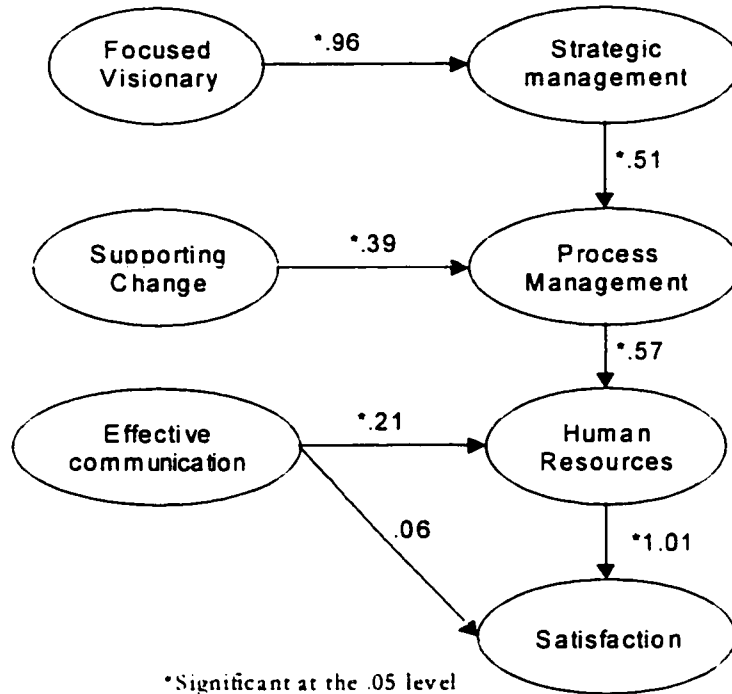 Focused
Visionary
*.96
Strategic
management
*.51
Supporting
Change
*.39
Process
Management
*.57
Effective
communication
*.21
Human
Resources
.06
*1.01
Satisfaction
*Significant at the .05 level